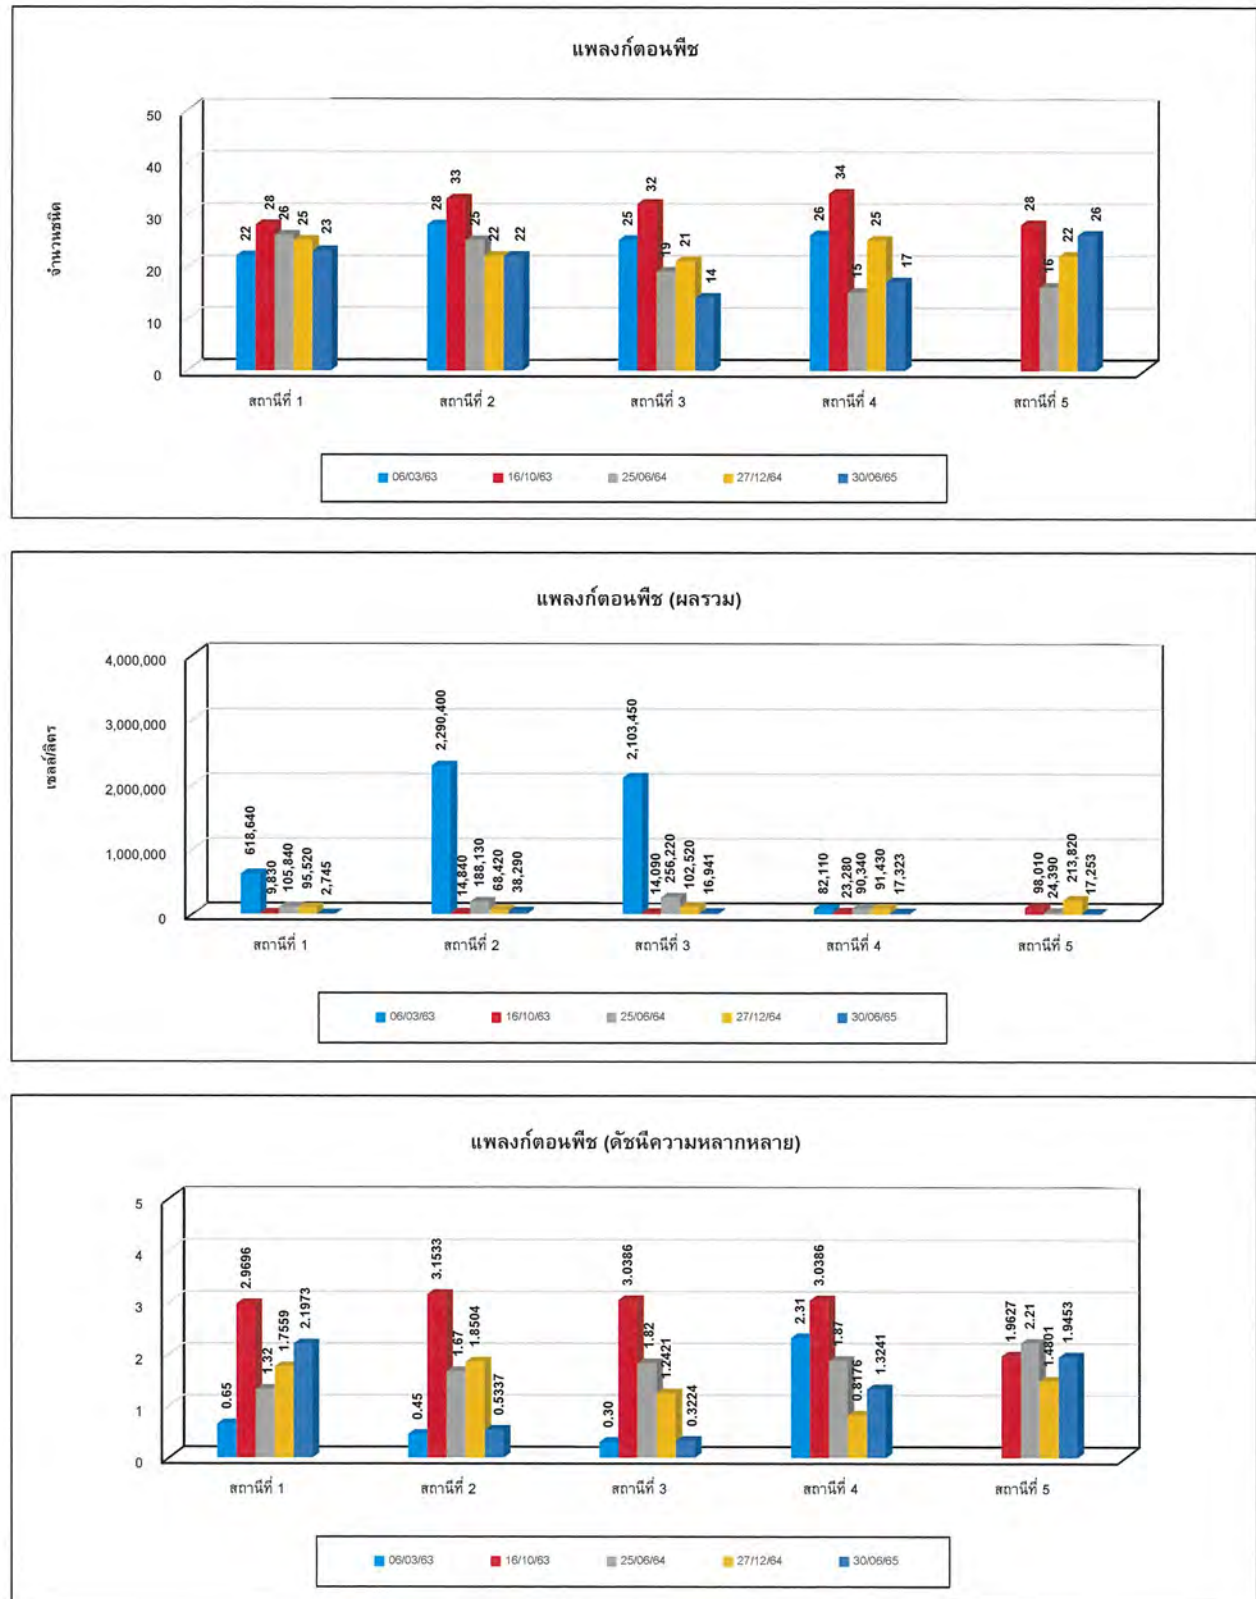 แพลงก์ตอนพืช
จำนวนชนิด
50
40
30
20
10
0
22 28 26 25 23
28 33 25 22 22
25 32 19 21 14
26 34 15 25 17
28 16 22 26
สถานีที่ 1 สถานีที่ 2 สถานีที่ 3 สถานีที่ 4 สถานีที่ 5
06/03/63 16/10/63 25/06/64 27/12/64 30/06/65
แพลงก์ตอนพืช (ผลรวม)
เซลล์/ลิตร
4,000,000
3,000,000
2,000,000
1,000,000
0
618,640 9,830 105,840 95,520 2,745
2,290,400 14,840 188,130 68,420 38,290
2,103,450 14,090 256,220 102,520 16,941
82,110 23,280 90,340 91,430 17,323
98,010 24,390 213,820 17,253
สถานีที่ 1 สถานีที่ 2 สถานีที่ 3 สถานีที่ 4 สถานีที่ 5
06/03/63 16/10/63 25/06/64 27/12/64 30/06/65
แพลงก์ตอนพืช (ดัชนีความหลากหลาย)
5
4
3
2
1
0
0.65 2.9696 1.32 1.7559 2.1973
0.45 3.1533 1.67 1.8504 0.5337
0.30 3.0386 1.82 1.2421 0.3224
2.31 3.0386 1.87 0.8176 1.3241
1.9627 2.21 1.4801 1.9453
สถานีที่ 1 สถานีที่ 2 สถานีที่ 3 สถานีที่ 4 สถานีที่ 5
06/03/63 16/10/63 25/06/64 27/12/64 30/06/65